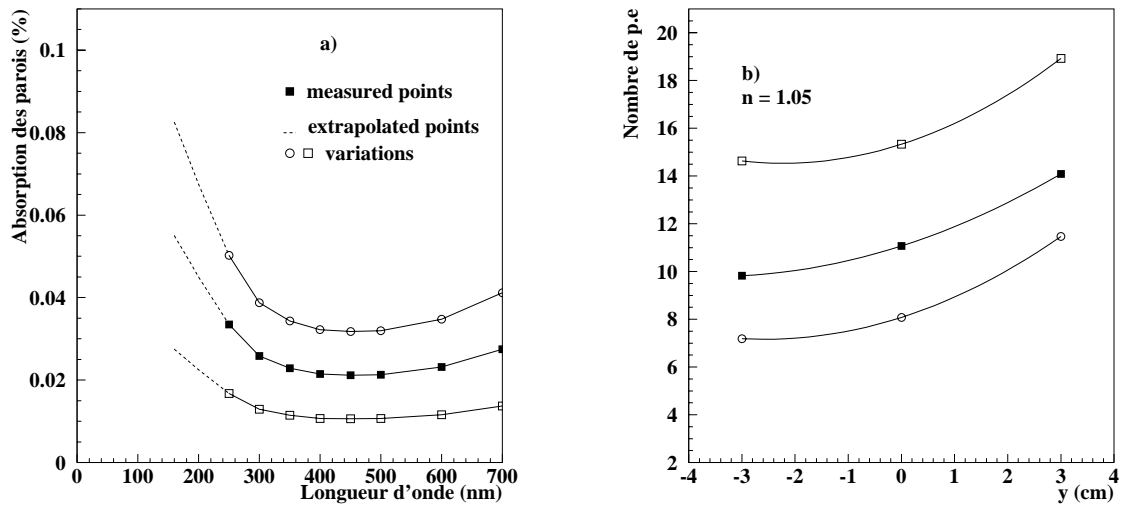 Absorption des parois (%)
0.1
0.08
0.06
0.04
0.02
0
a)
measured points
extrapolated points
variations
0 100 200 300 400 500 600 700
Longueur d'onde (nm)
Nombre de p.e
20
18
16
14
12
10
8
6
4
2
b)
n = 1.05
-4 -3 -2 -1 0 1 2 3 4
y (cm)